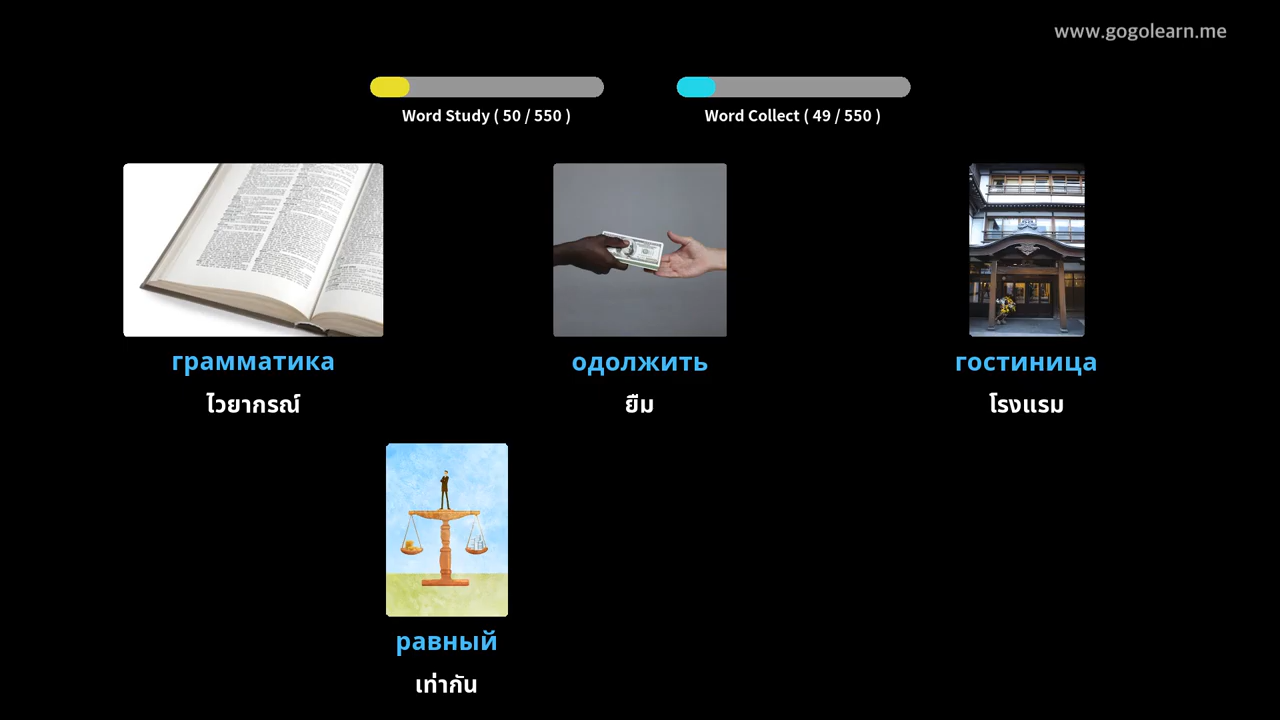 www.gogolearn.me
Word Study ( 50 / 550 )
Word Collect ( 49 / 550 )
грамматика
ไวยากรณ์
одолжить
ยืม
гостиница
โรงแรม
равный
เท่ากัน